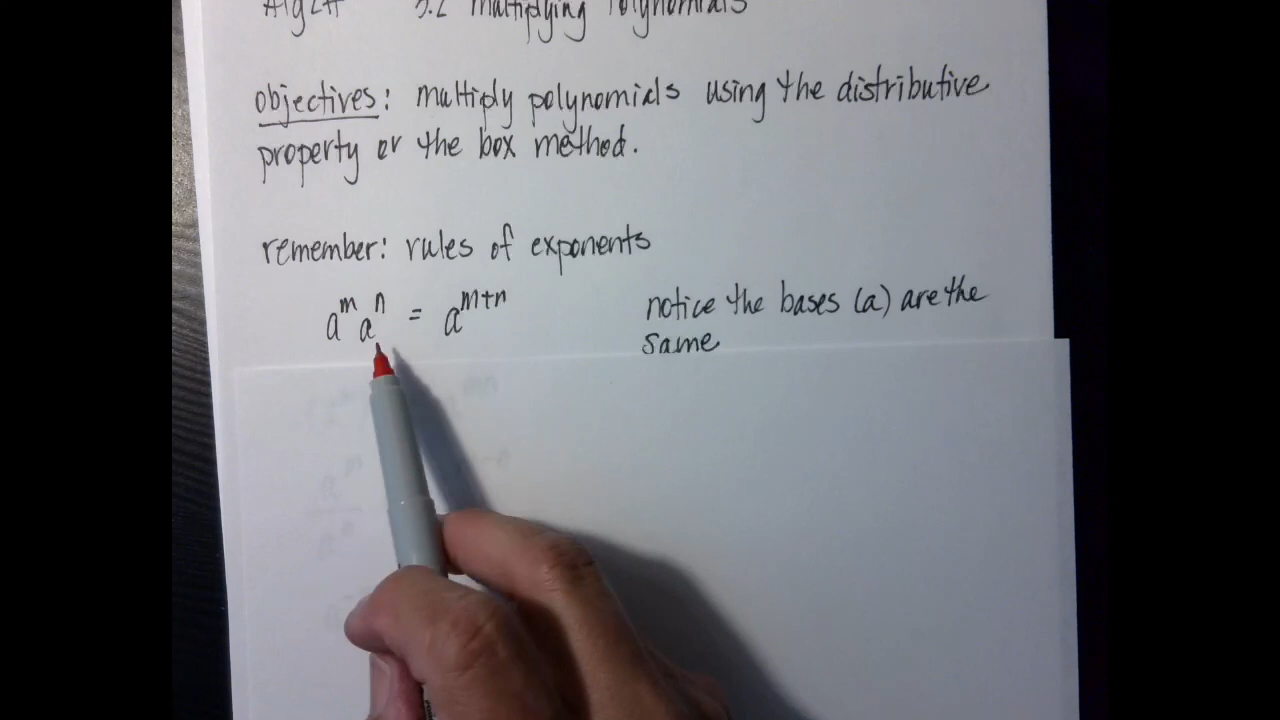 Multiplying Polynomials
objectives: multiply polynomials using the distributive
property or the box method.
remember: rules of exponents
a^m a^n = a^{m+n}
notice the bases (a) are the
same